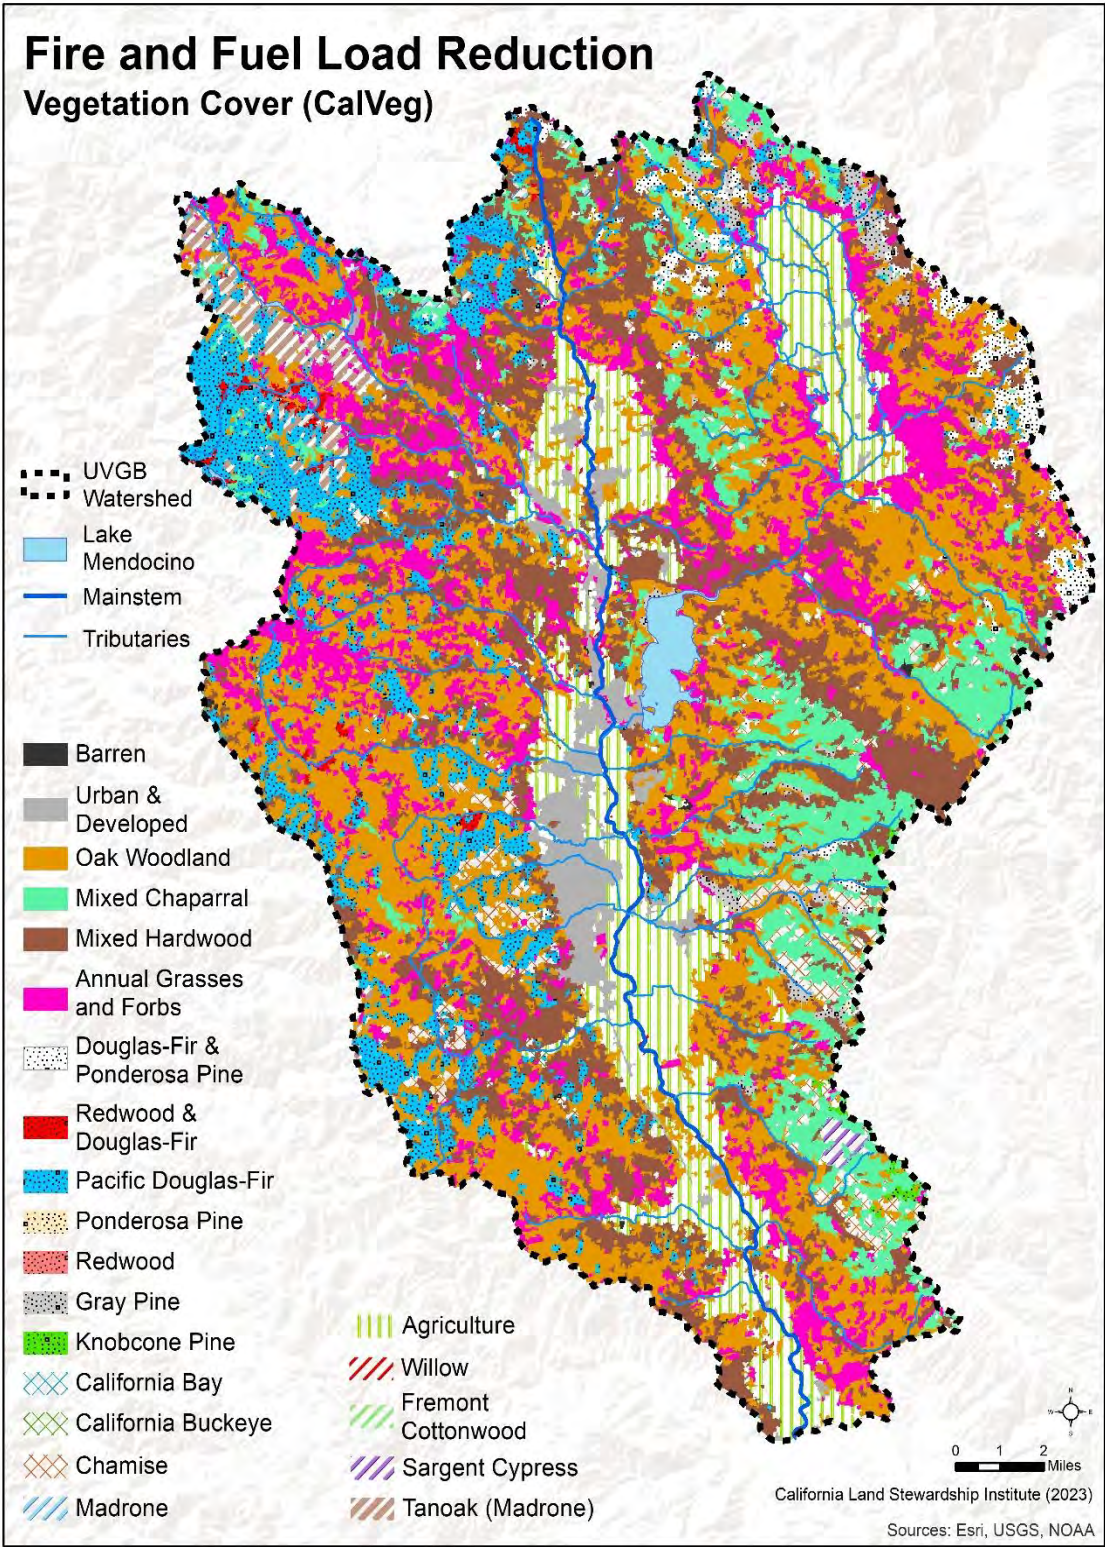 Fire and Fuel Load Reduction
Vegetation Cover (CalVeg)
UVGB
Watershed
Lake
Mendocino
Mainstem
Tributaries
Barren
Urban &
Developed
Oak Woodland
Mixed Chaparral
Mixed Hardwood
Annual Grasses
and Forbs
Douglas-Fir &
Ponderosa Pine
Redwood &
Douglas-Fir
Pacific Douglas-Fir
Ponderosa Pine
Redwood
Gray Pine
Knobcone Pine
California Bay
California Buckeye
Chamise
Madrone
Agriculture
Willow
Fremont
Cottonwood
Sargent Cypress
Tanoak (Madrone)
N
W E
S
0 1 2
Miles
California Land Stewardship Institute (2023)
Sources: Esri, USGS, NOAA